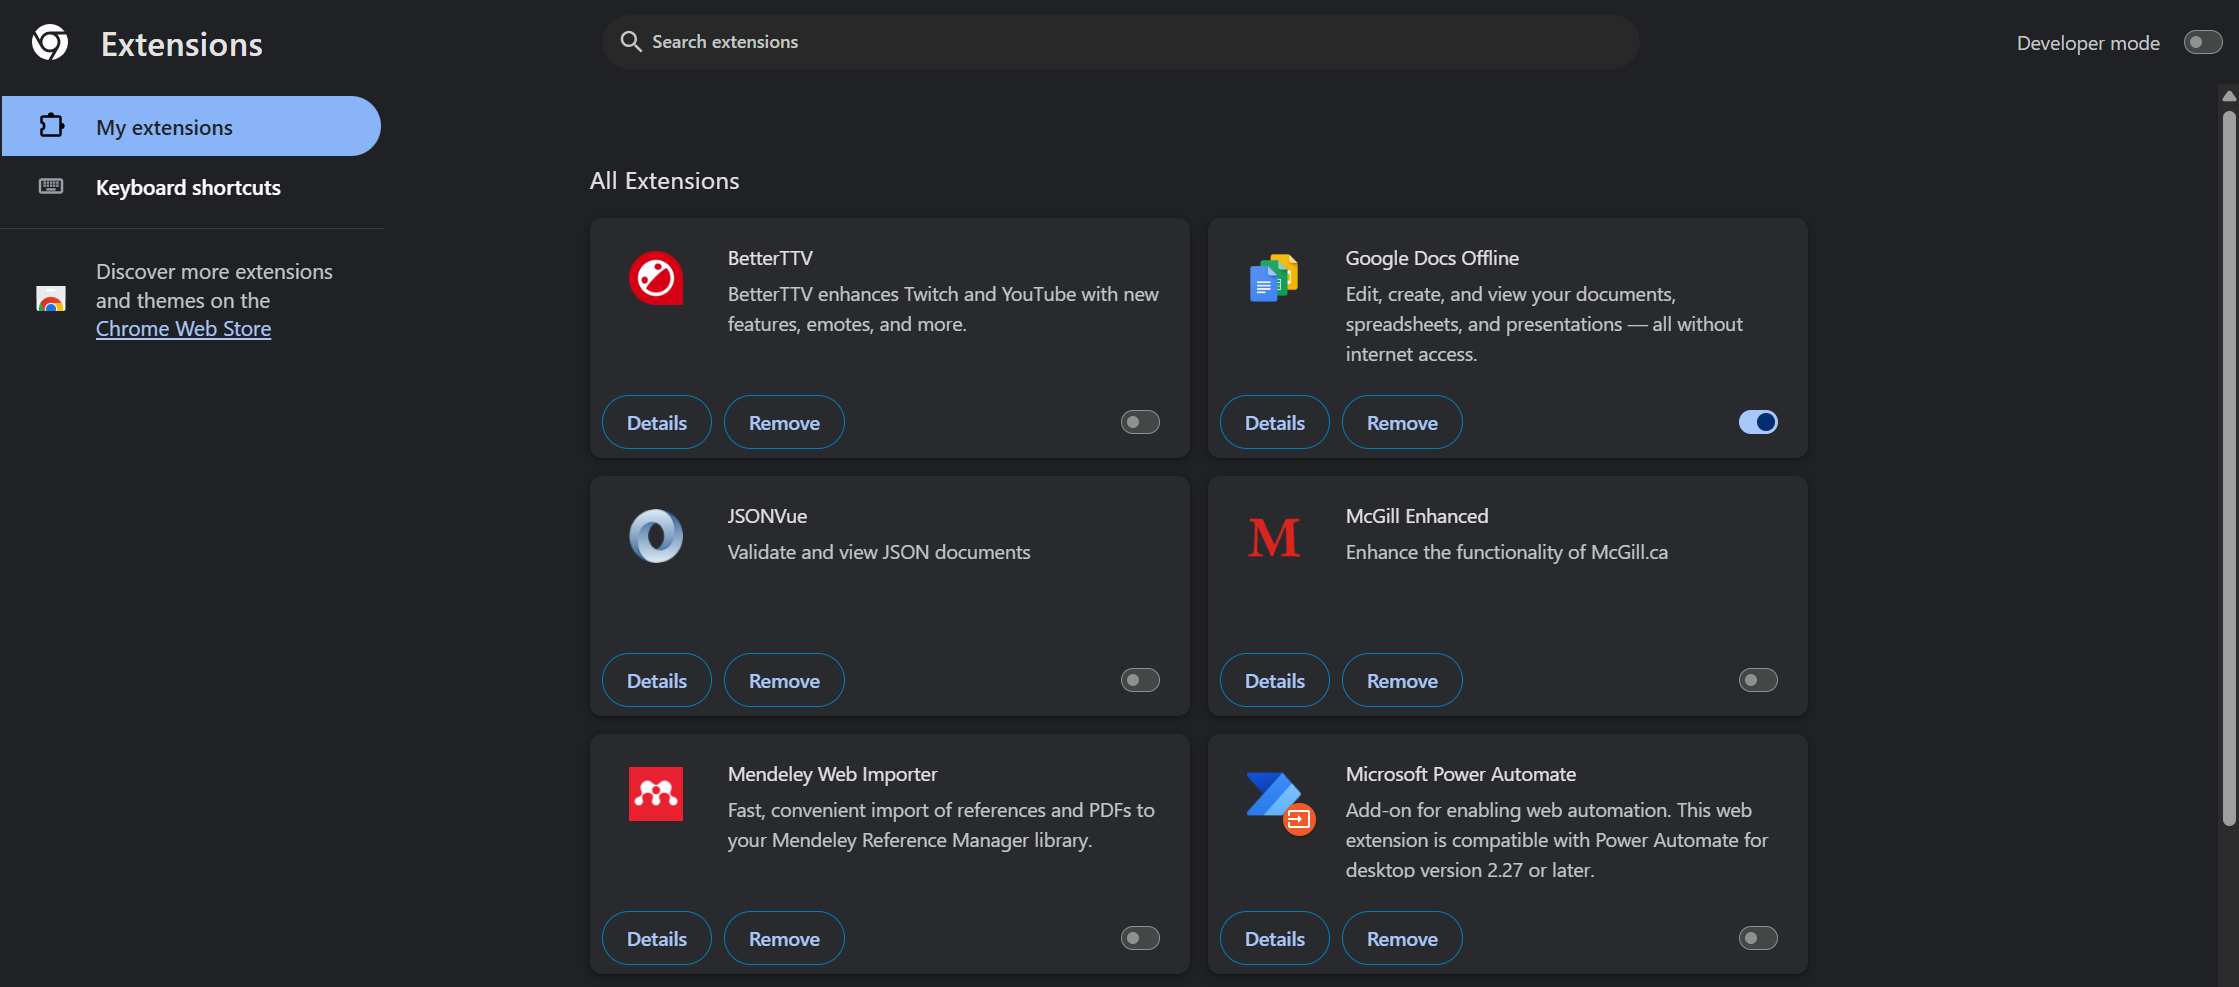 Extensions
Search extensions
Developer mode
My extensions
Keyboard shortcuts
Discover more extensions
and themes on the
Chrome Web Store
All Extensions
BetterTTV
BetterTTV enhances Twitch and YouTube with new
features, emotes, and more.
Details
Remove
Google Docs Offline
Edit, create, and view your documents,
spreadsheets, and presentations — all without
internet access.
Details
Remove
JSONVue
Validate and view JSON documents
Details
Remove
M
McGill Enhanced
Enhance the functionality of McGill.ca
Details
Remove
Mendeley Web Importer
Fast, convenient import of references and PDFs to
your Mendeley Reference Manager library.
Details
Remove
Microsoft Power Automate
Add-on for enabling web automation. This web
extension is compatible with Power Automate for
desktop version 2.27 or later.
Details
Remove